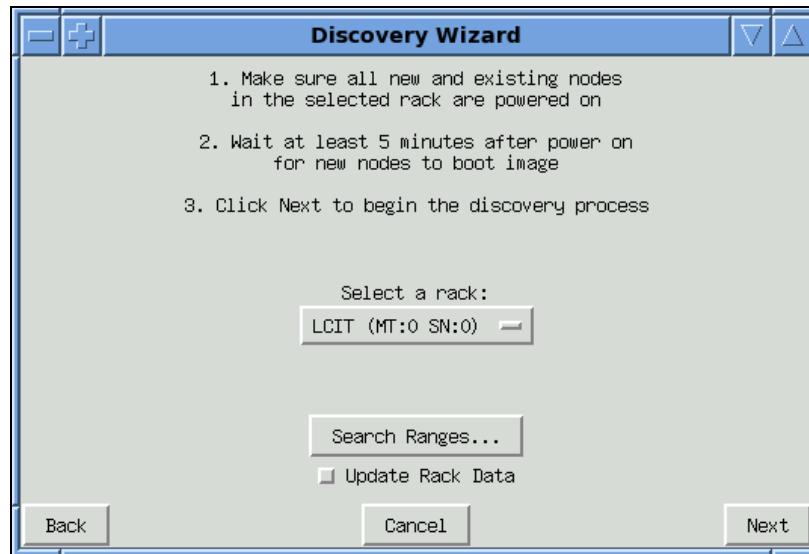 Discovery Wizard
1. Make sure all new and existing nodes
in the selected rack are powered on
2. Wait at least 5 minutes after power on
for new nodes to boot image
3. Click Next to begin the discovery process
Select a rack:
LCIT (MT:0 SN:0)
Search Ranges...
Update Rack Data
Back
Cancel
Next